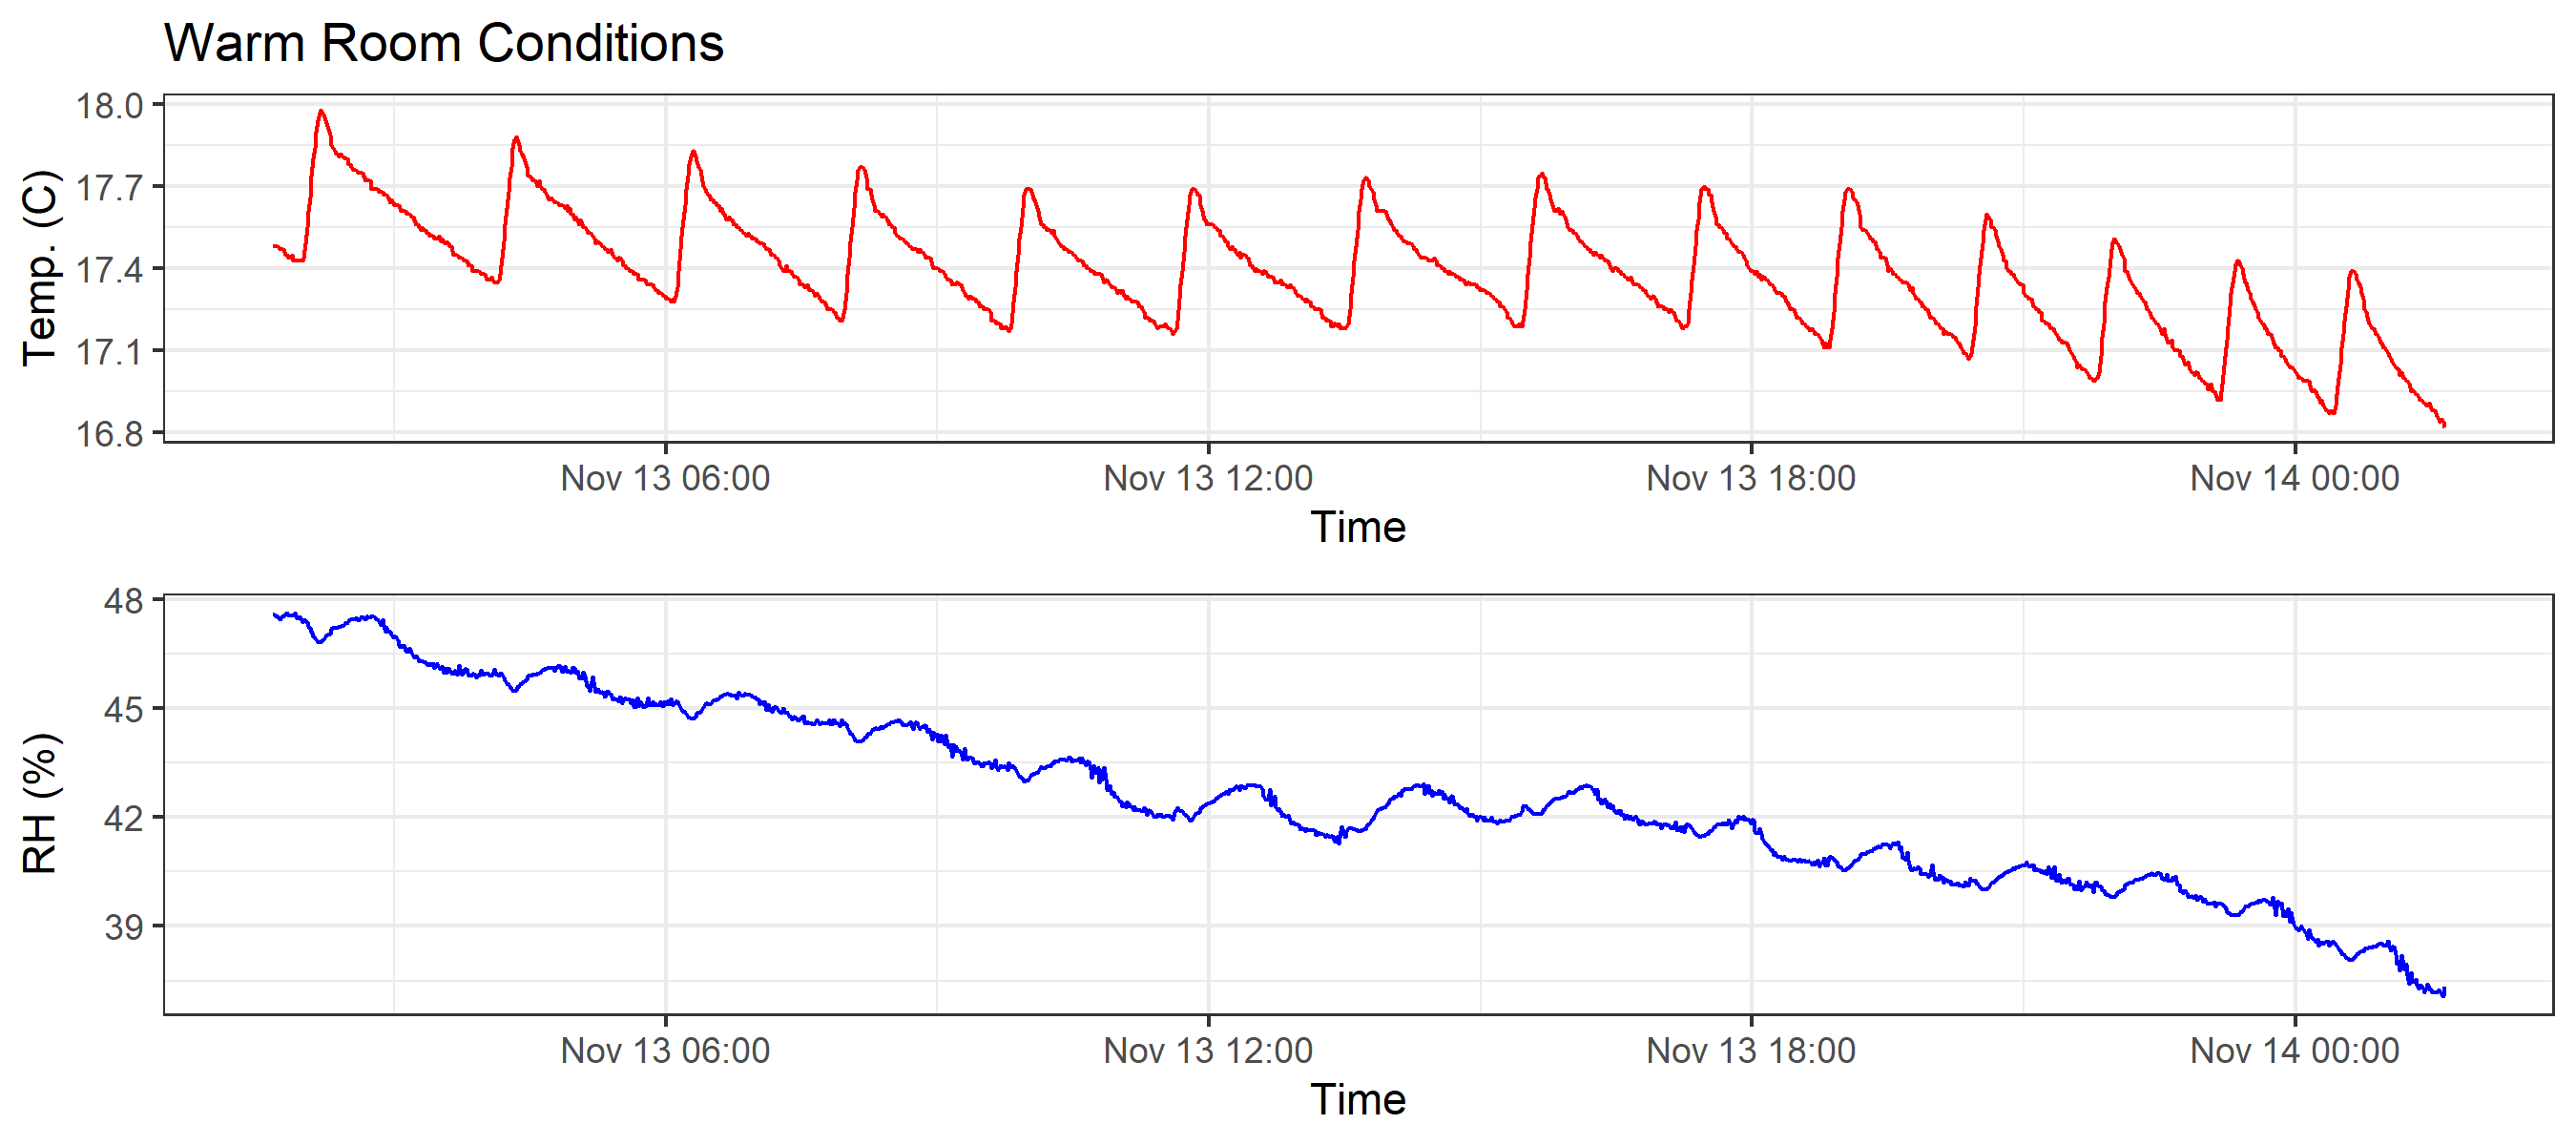 Warm Room Conditions
Temp. (C)
18.0
17.7
17.4
17.1
16.8
Nov 13 06:00 Nov 13 12:00 Nov 13 18:00 Nov 14 00:00
Time
RH (%)
48
45
42
39
Nov 13 06:00 Nov 13 12:00 Nov 13 18:00 Nov 14 00:00
Time